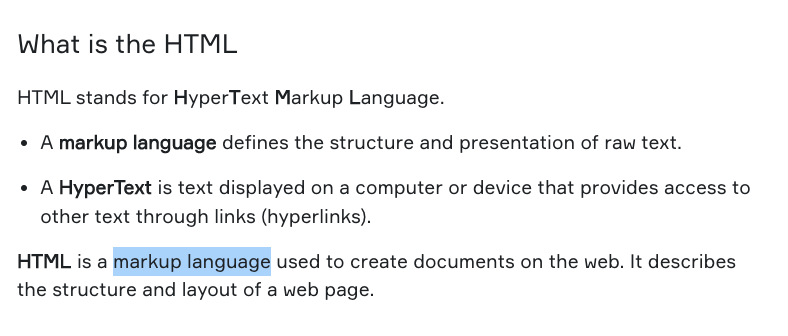 What is the HTML
HTML stands for HyperText Markup Language.
• A markup language defines the structure and presentation of raw text.
• A HyperText is text displayed on a computer or device that provides access to
other text through links (hyperlinks).
HTML is a markup language used to create documents on the web. It describes
the structure and layout of a web page.